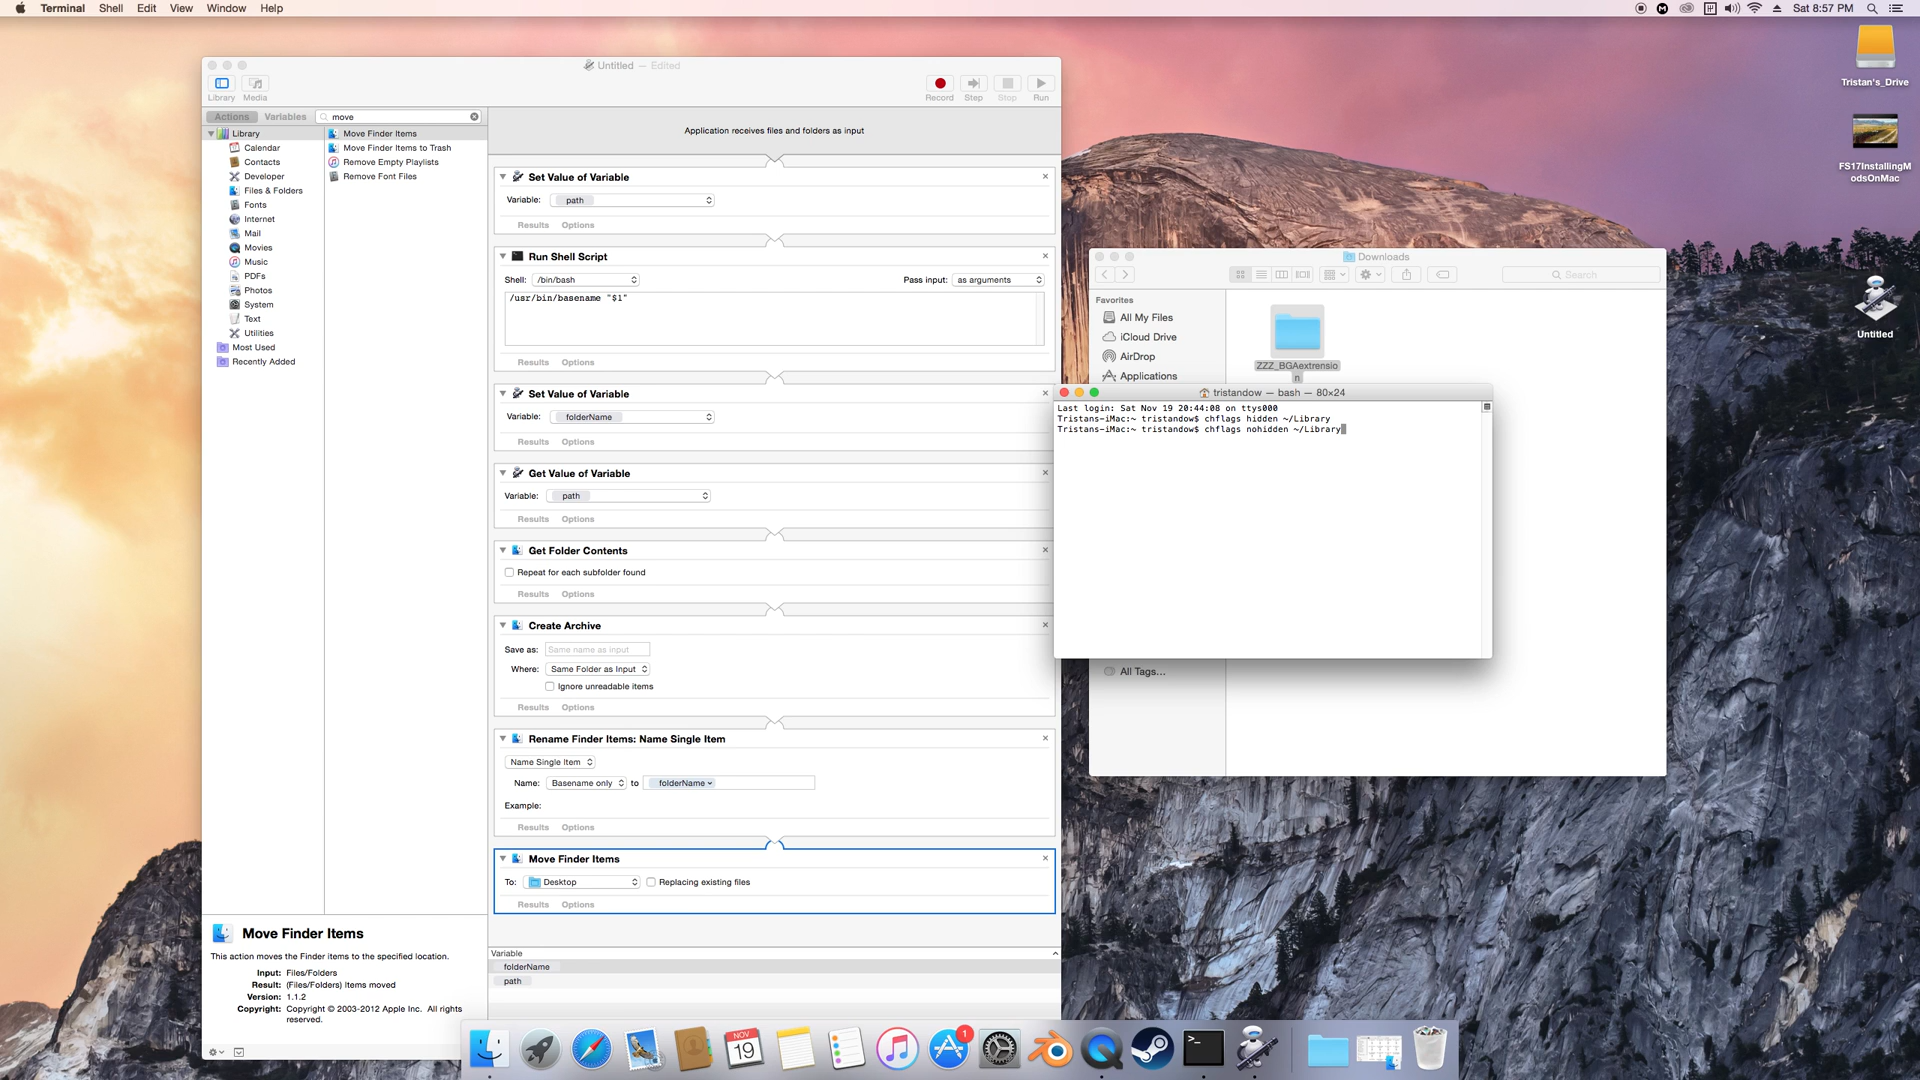 Terminal Shell Edit View Window Help
Sat 8:57 PM
Untitled — Edited
Library Media
Record Step Stop Run
Actions Variables move
Library
Calendar
Contacts
Developer
Files & Folders
Fonts
Internet
Mail
Movies
Music
PDFs
Photos
System
Text
Utilities
Most Used
Recently Added
Move Finder Items
Move Finder Items to Trash
Remove Empty Playlists
Remove Font Files
Application receives files and folders as input
Set Value of Variable
Variable: path
Results Options
Run Shell Script
Shell: /bin/bash Pass input: as arguments
/usr/bin/basename "$1"
Results Options
Set Value of Variable
Variable: folderName
Results Options
Get Value of Variable
Variable: path
Results Options
Get Folder Contents
Repeat for each subfolder found
Results Options
Create Archive
Save as: Same name as input
Where: Same Folder as Input
Ignore unreadable items
Results Options
Rename Finder Items: Name Single Item
Name Single Item
Name: Basename only to folderName
Example:
Results Options
Move Finder Items
To: Desktop Replacing existing files
Results Options
Variable
folderName
path
Move Finder Items
This action moves the Finder items to the specified location.
Input: Files/Folders
Result: (Files/Folders) Items moved
Version: 1.1.2
Copyright: Copyright © 2003-2012 Apple Inc. All rights
reserved.
Downloads
Search
Favorites
All My Files
iCloud Drive
AirDrop
Applications
All Tags...
ZZZ_BGAextrensio
n
tristandow — bash — 80×24
Last login: Sat Nov 19 20:44:08 on ttys000
Tristans-iMac:~ tristandow$ chflags hidden ~/Library
Tristans-iMac:~ tristandow$ chflags nohidden ~/Library
Tristan's_Drive
FS17InstallingM
odsOnMac
Untitled
NOV
19
1
>_